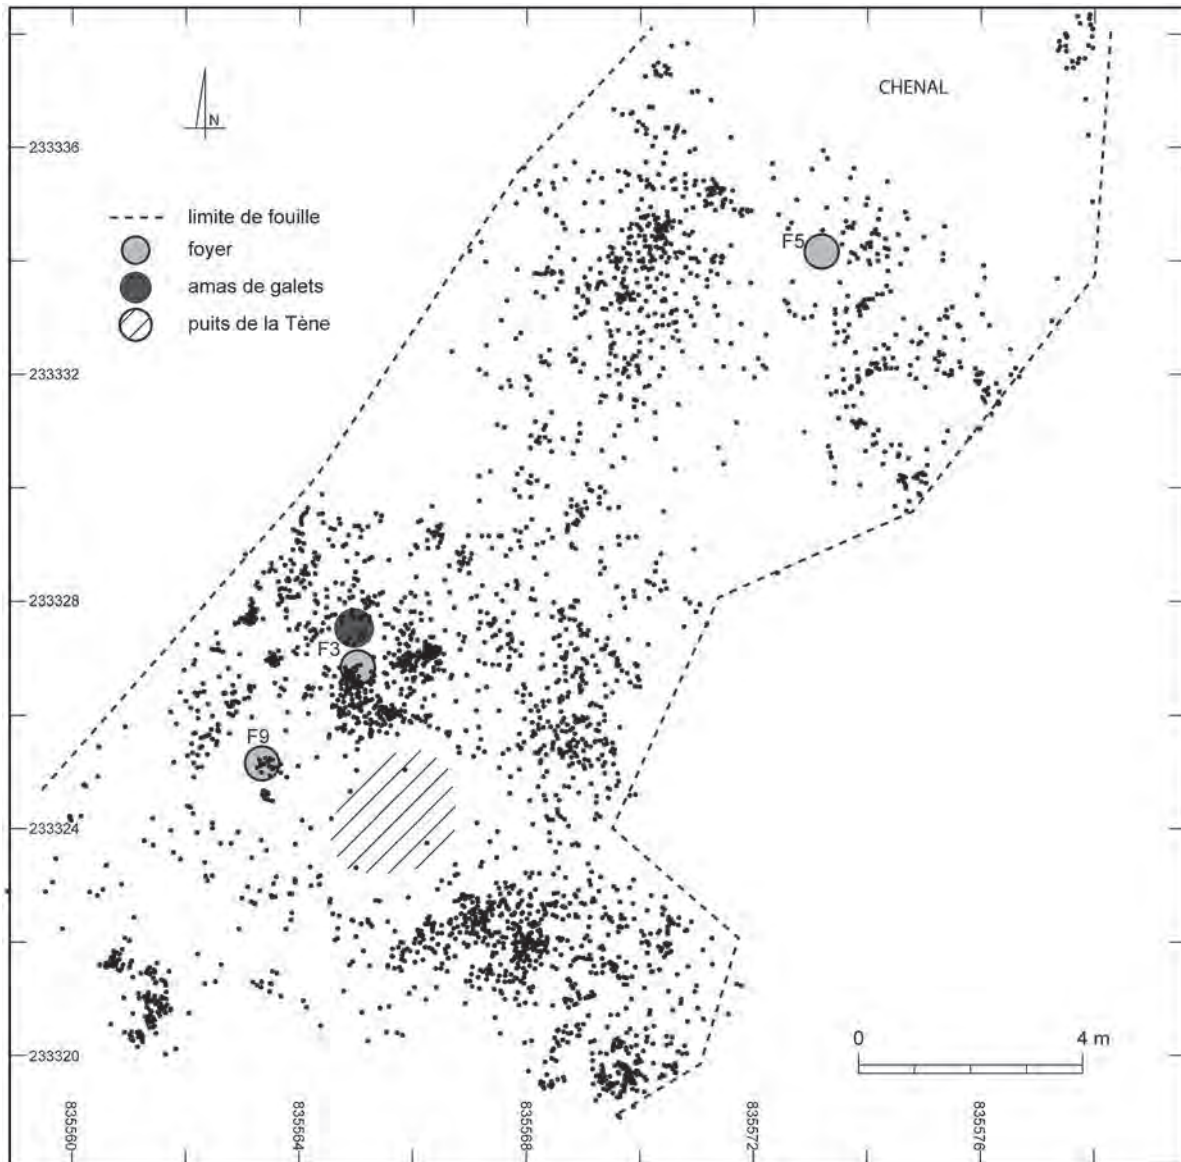 CHENAL
N
233336
limite de fouille
foyer
F5
amas de galets
puits de la Tène
233332
233328
F3
F9
233324
0 4 m
233320
835560
835564
835568
835572
835576